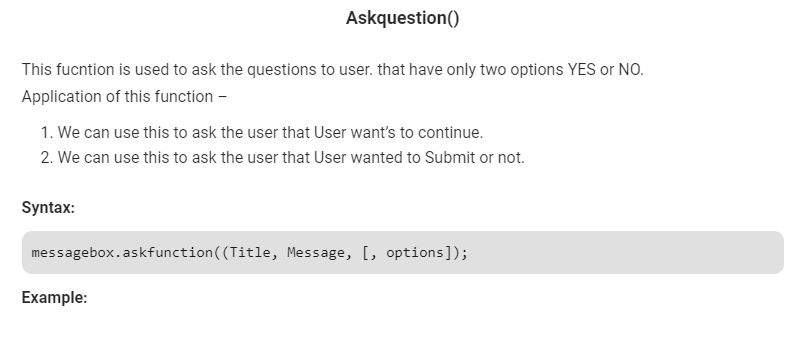 Askquestion()
This fucntion is used to ask the questions to user. that have only two options YES or NO.
Application of this function –
1. We can use this to ask the user that User want's to continue.
2. We can use this to ask the user that User wanted to Submit or not.
Syntax:
messagebox.askfunction((Title, Message, [, options]);
Example: